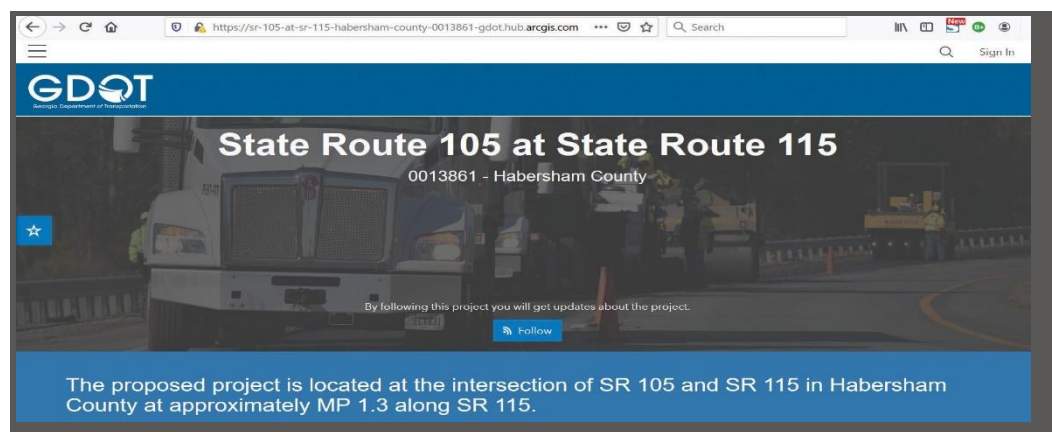 https://sr-105-at-sr-115-habersham-county-0013861-gdot.hub.arcgis.com ••• Search New
Sign In
GDOT
Georgia Department of Transportation
State Route 105 at State Route 115
0013861 - Habersham County
By following this project you will get updates about the project.
Follow
The proposed project is located at the intersection of SR 105 and SR 115 in Habersham
County at approximately MP 1.3 along SR 115.